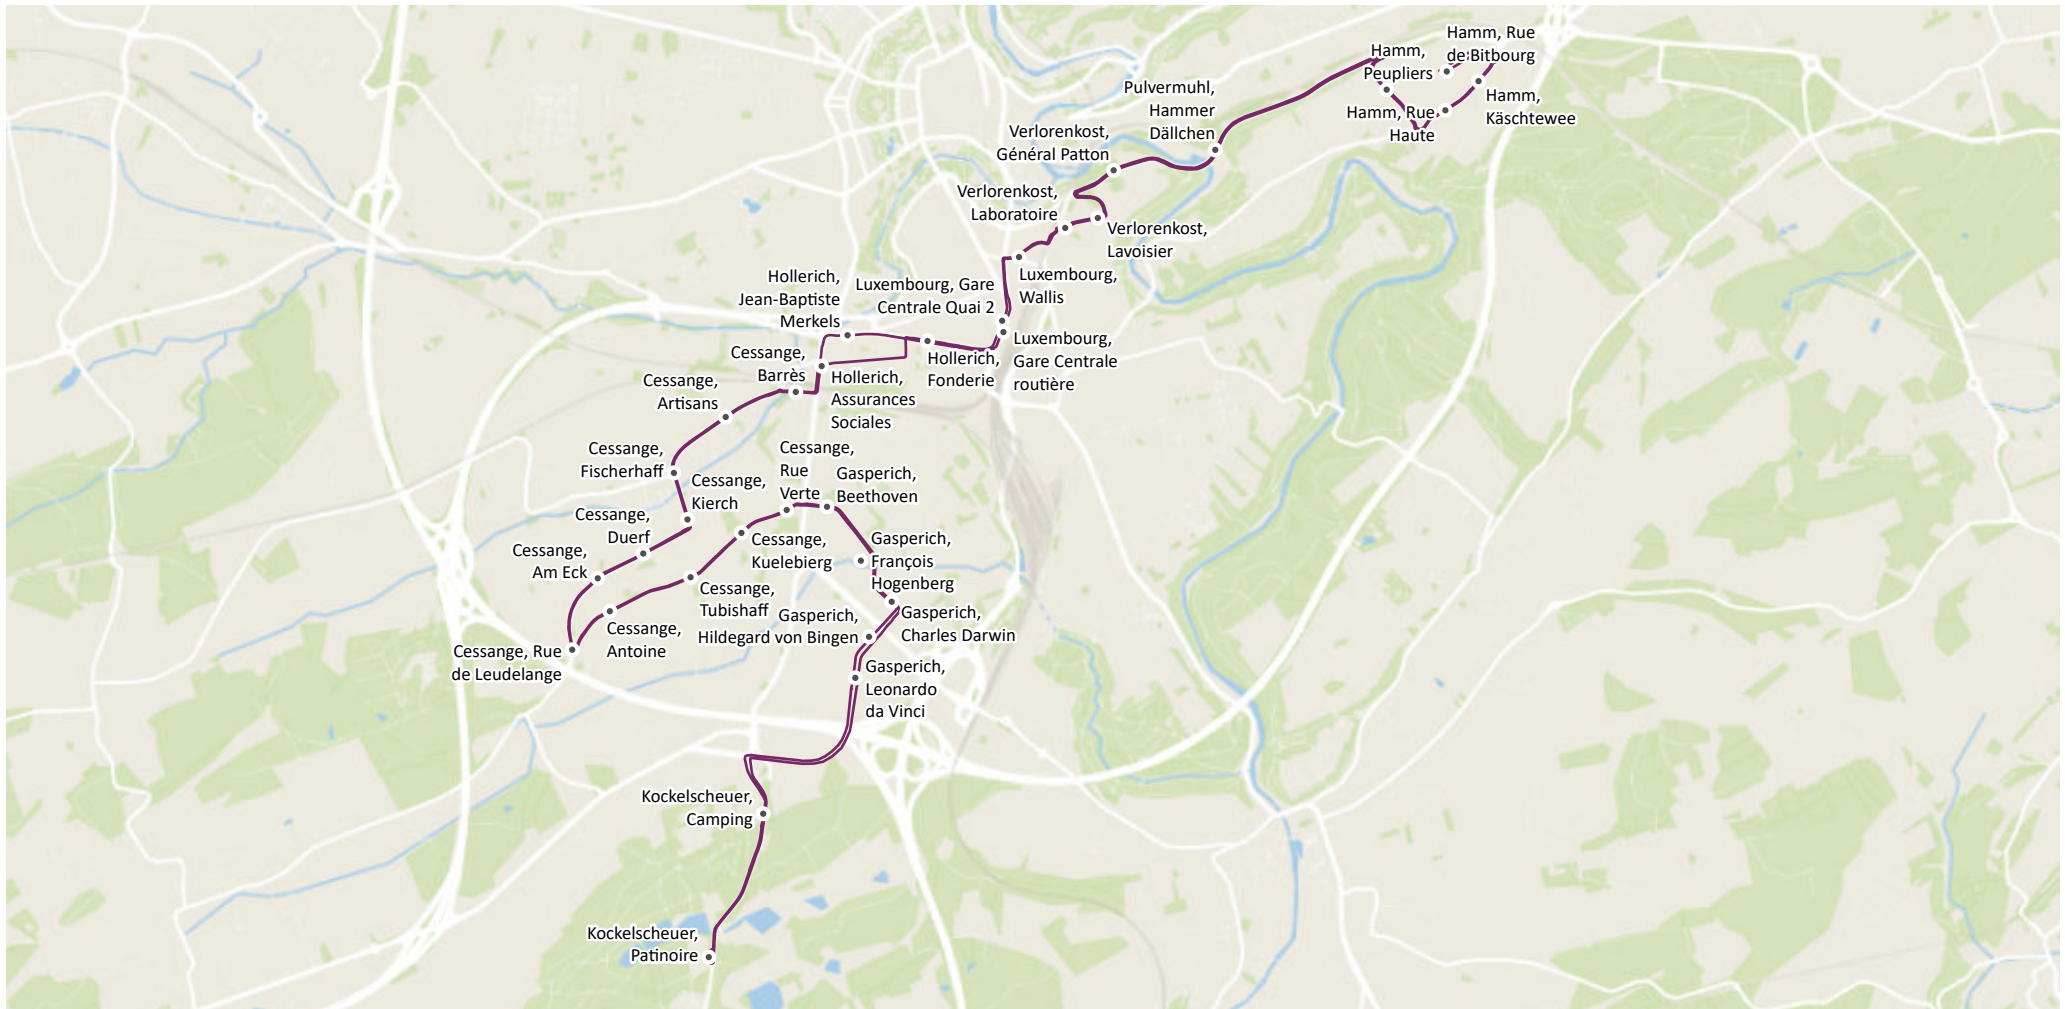 Hamm, Rue
de Bitbourg
Hamm,
Peupliers
Hamm,
Käschtewee
Hamm, Rue
Haute
Pulvermuhl,
Hammer
Dällchen
Verlorenkost,
Général Patton
Verlorenkost,
Laboratoire
Verlorenkost,
Lavoisier
Luxembourg,
Wallis
Luxembourg, Gare
Centrale Quai 2
Luxembourg,
Gare Centrale
routière
Hollerich,
Jean-Baptiste
Merkels
Hollerich,
Fonderie
Hollerich,
Assurances
Sociales
Cessange,
Barrès
Cessange,
Artisans
Cessange,
Fischerhaff
Cessange,
Kierch
Cessange,
Duerf
Cessange,
Am Eck
Cessange, Rue
de Leudelange
Cessange,
Antoine
Cessange,
Tubishaff
Cessange,
Kuelebierg
Cessange,
Rue
Verte
Gasperich,
Beethoven
Gasperich,
François
Hogenberg
Gasperich,
Charles Darwin
Gasperich,
Hildegard von Bingen
Gasperich,
Leonardo
da Vinci
Kockelscheuer,
Camping
Kockelscheuer,
Patinoire